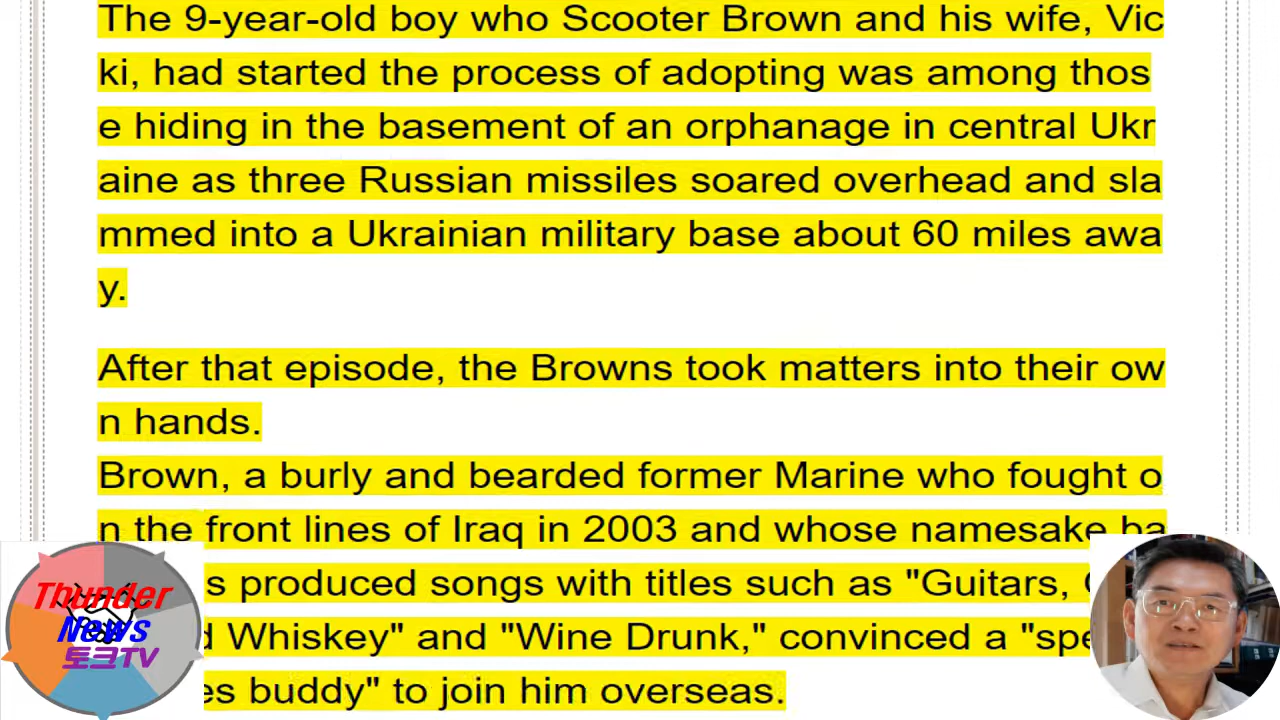 The 9-year-old boy who Scooter Brown and his wife, Vic
ki, had started the process of adopting was among thos
e hiding in the basement of an orphanage in central Ukr
aine as three Russian missiles soared overhead and sla
mmed into a Ukrainian military base about 60 miles awa
y.
After that episode, the Browns took matters into their ow
n hands.
Brown, a burly and bearded former Marine who fought o
n the front lines of Iraq in 2003 and whose namesake ba
s produced songs with titles such as "Guitars,
Whiskey" and "Wine Drunk," convinced a "spe
es buddy" to join him overseas.
Thunder
News
토크TV